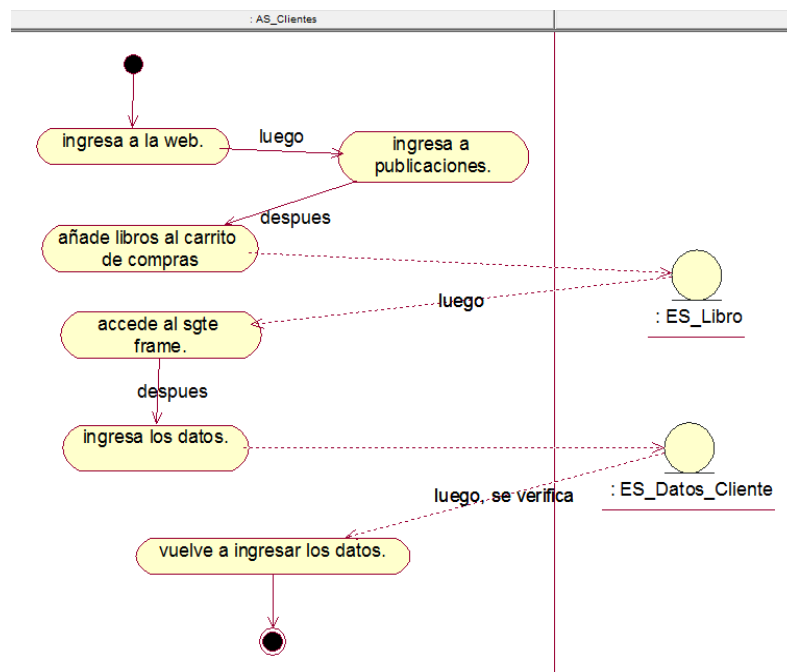 : AS_Clientes
ingresa a la web.
luego
ingresa a
publicaciones.
despues
añade libros al carrito
de compras
: ES_Libro
luego
accede al sgte
frame.
despues
ingresa los datos.
: ES_Datos_Cliente
luego, se verifica
vuelve a ingresar los datos.